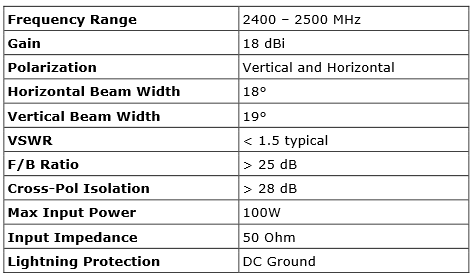 Frequency Range 2400 – 2500 MHz
Gain 18 dBi
Polarization Vertical and Horizontal
Horizontal Beam Width 18°
Vertical Beam Width 19°
VSWR < 1.5 typical
F/B Ratio > 25 dB
Cross-Pol Isolation > 28 dB
Max Input Power 100W
Input Impedance 50 Ohm
Lightning Protection DC Ground